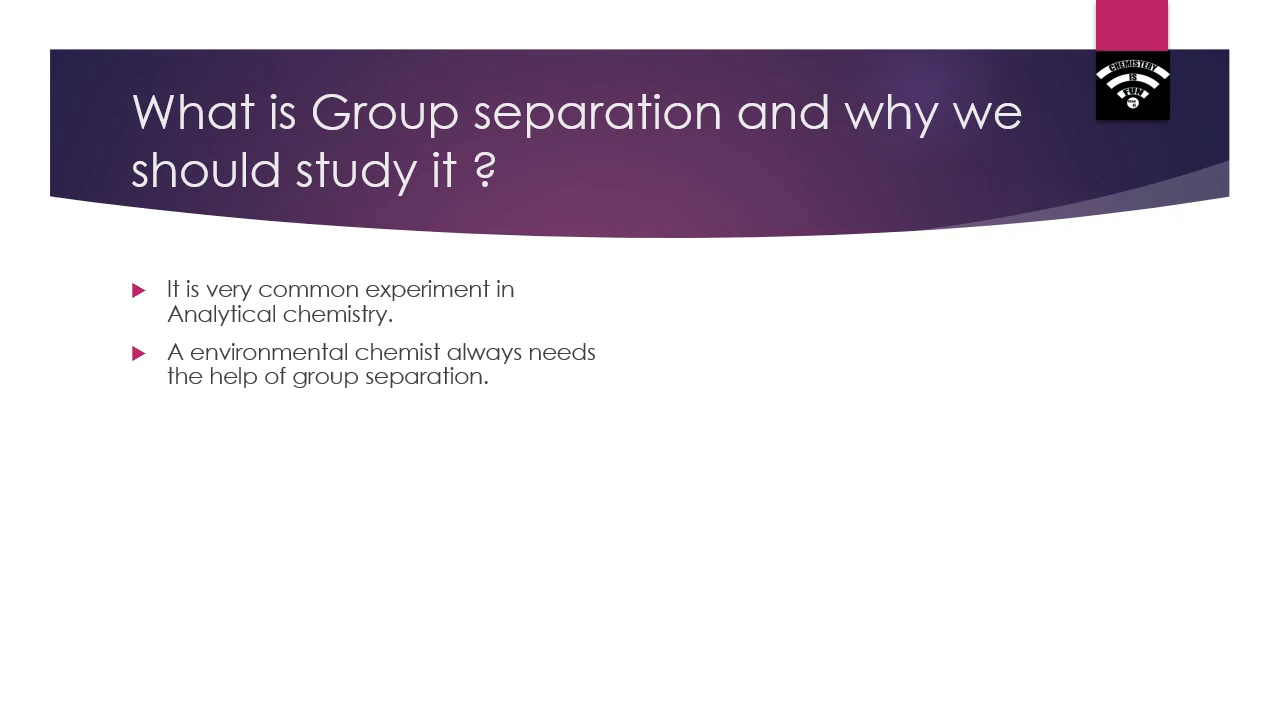 CHEMISTERY
IS
FUN
What is Group separation and why we
should study it ?
It is very common experiment in
Analytical chemistry.
A environmental chemist always needs
the help of group separation.